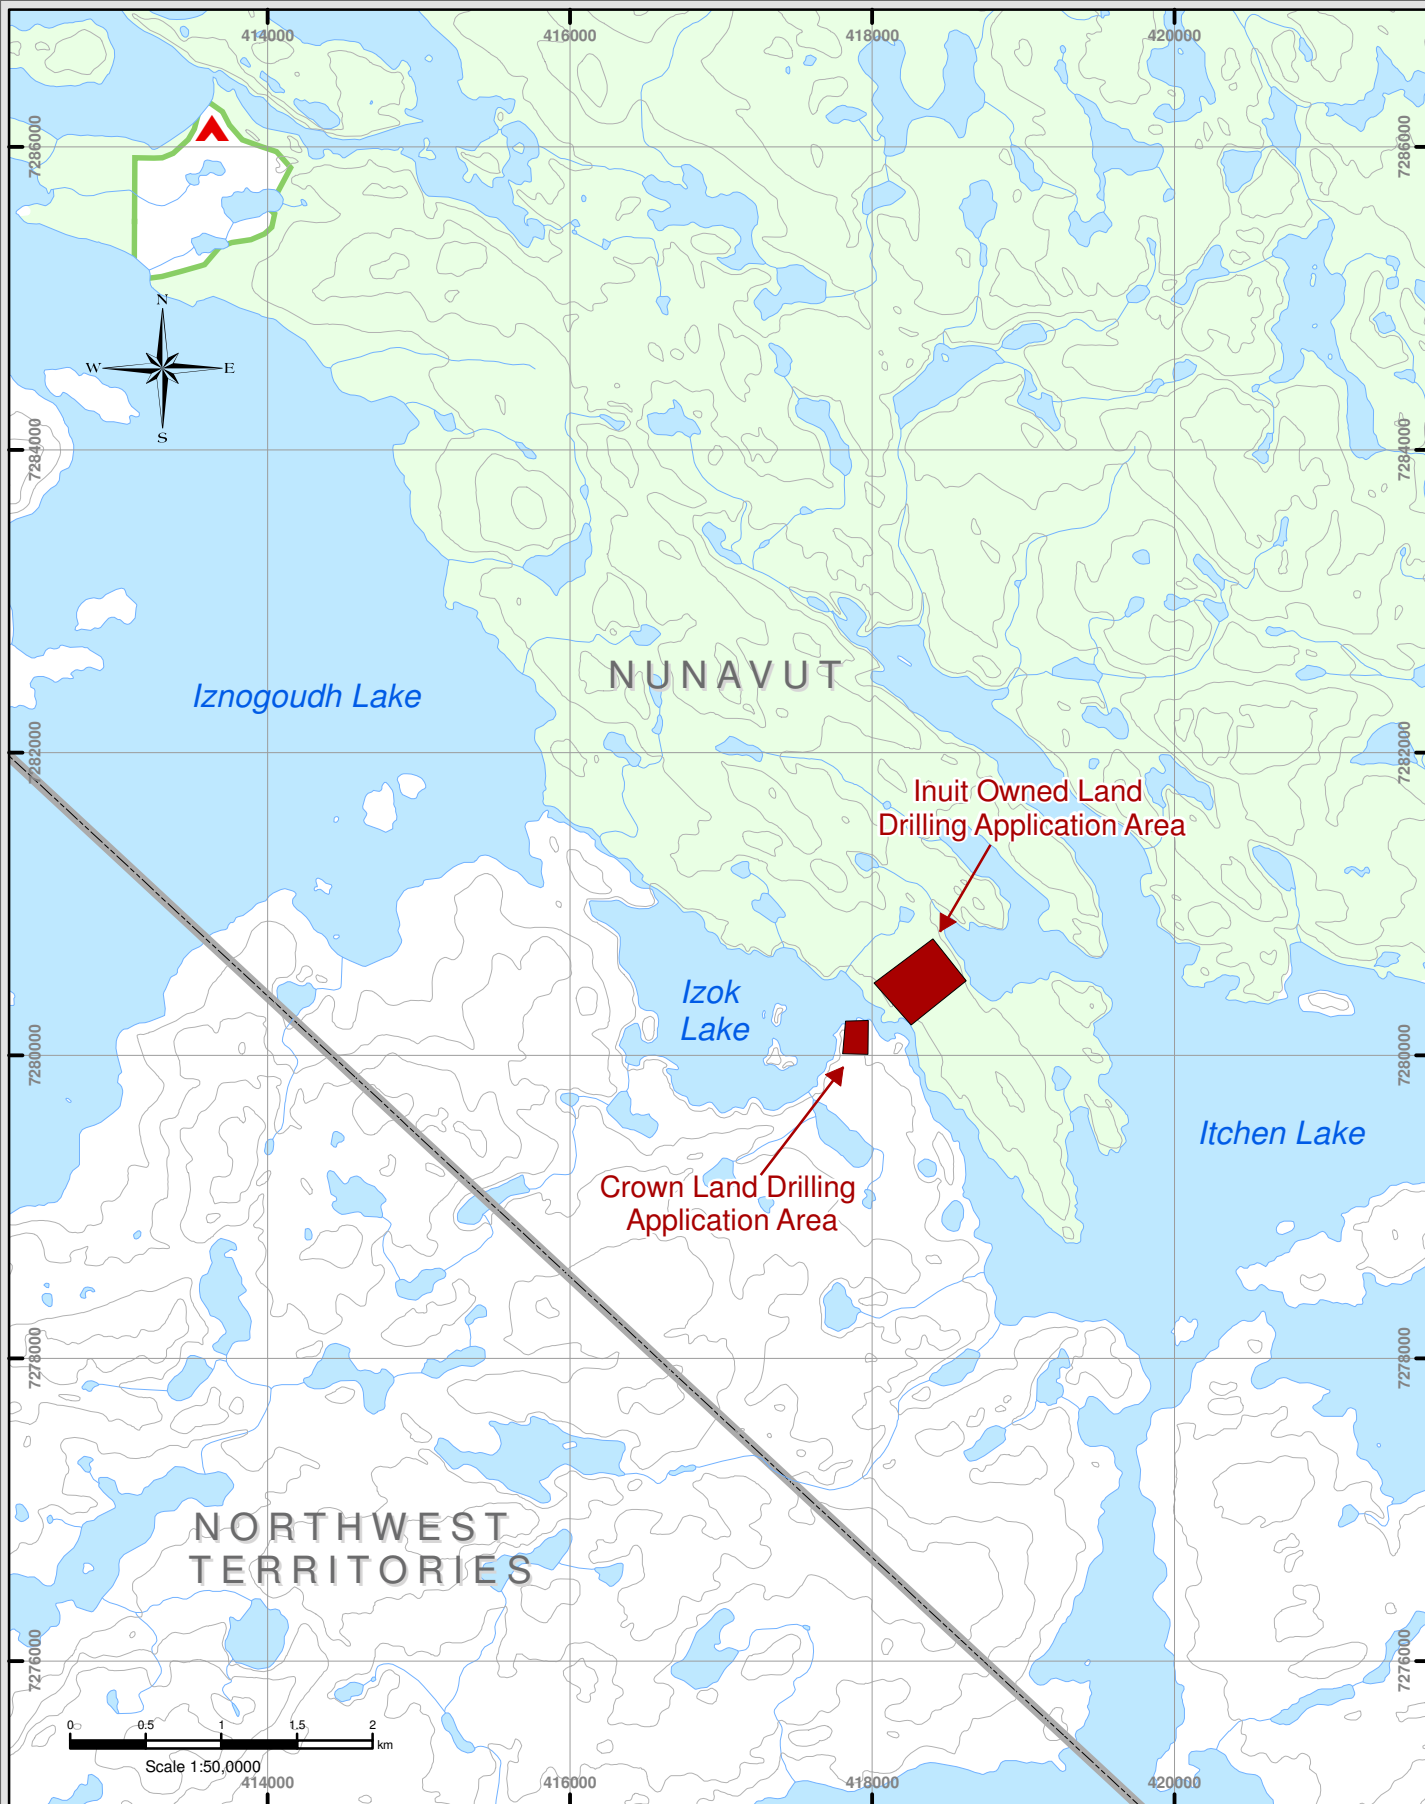 414000 416000 418000 420000
7286000 7286000
N
W E
S
7284000 7284000
NUNAVUT
Iznogoudh Lake
7282000 7282000
Inuit Owned Land
Drilling Application Area
Izok
Lake
7280000 7280000
Itchen Lake
Crown Land Drilling
Application Area
7278000 7278000
NORTHWEST
TERRITORIES
7276000 7276000
0 0.5 1 1.5 2
km
Scale 1:50,0000
414000 416000 418000 420000